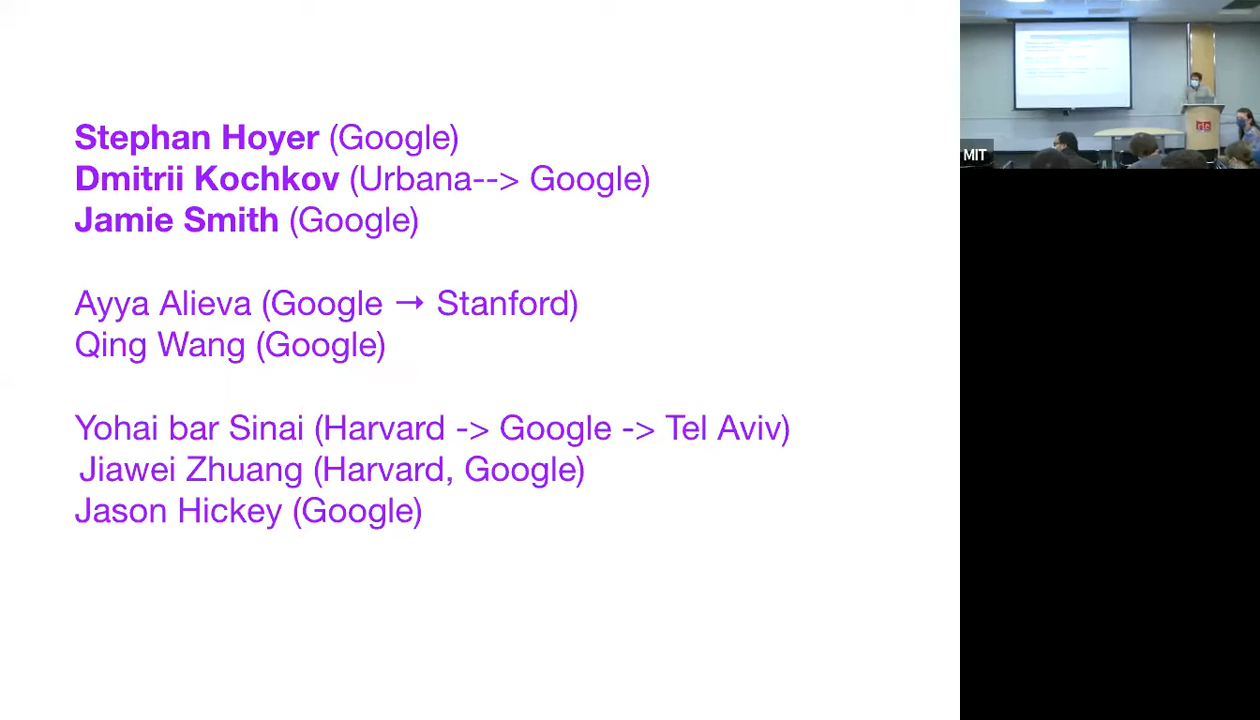 Stephan Hoyer (Google)
Dmitrii Kochkov (Urbana--> Google)
Jamie Smith (Google)
Ayya Alieva (Google → Stanford)
Qing Wang (Google)
Yohai bar Sinai (Harvard -> Google -> Tel Aviv)
Jiawei Zhuang (Harvard, Google)
Jason Hickey (Google)
MIT